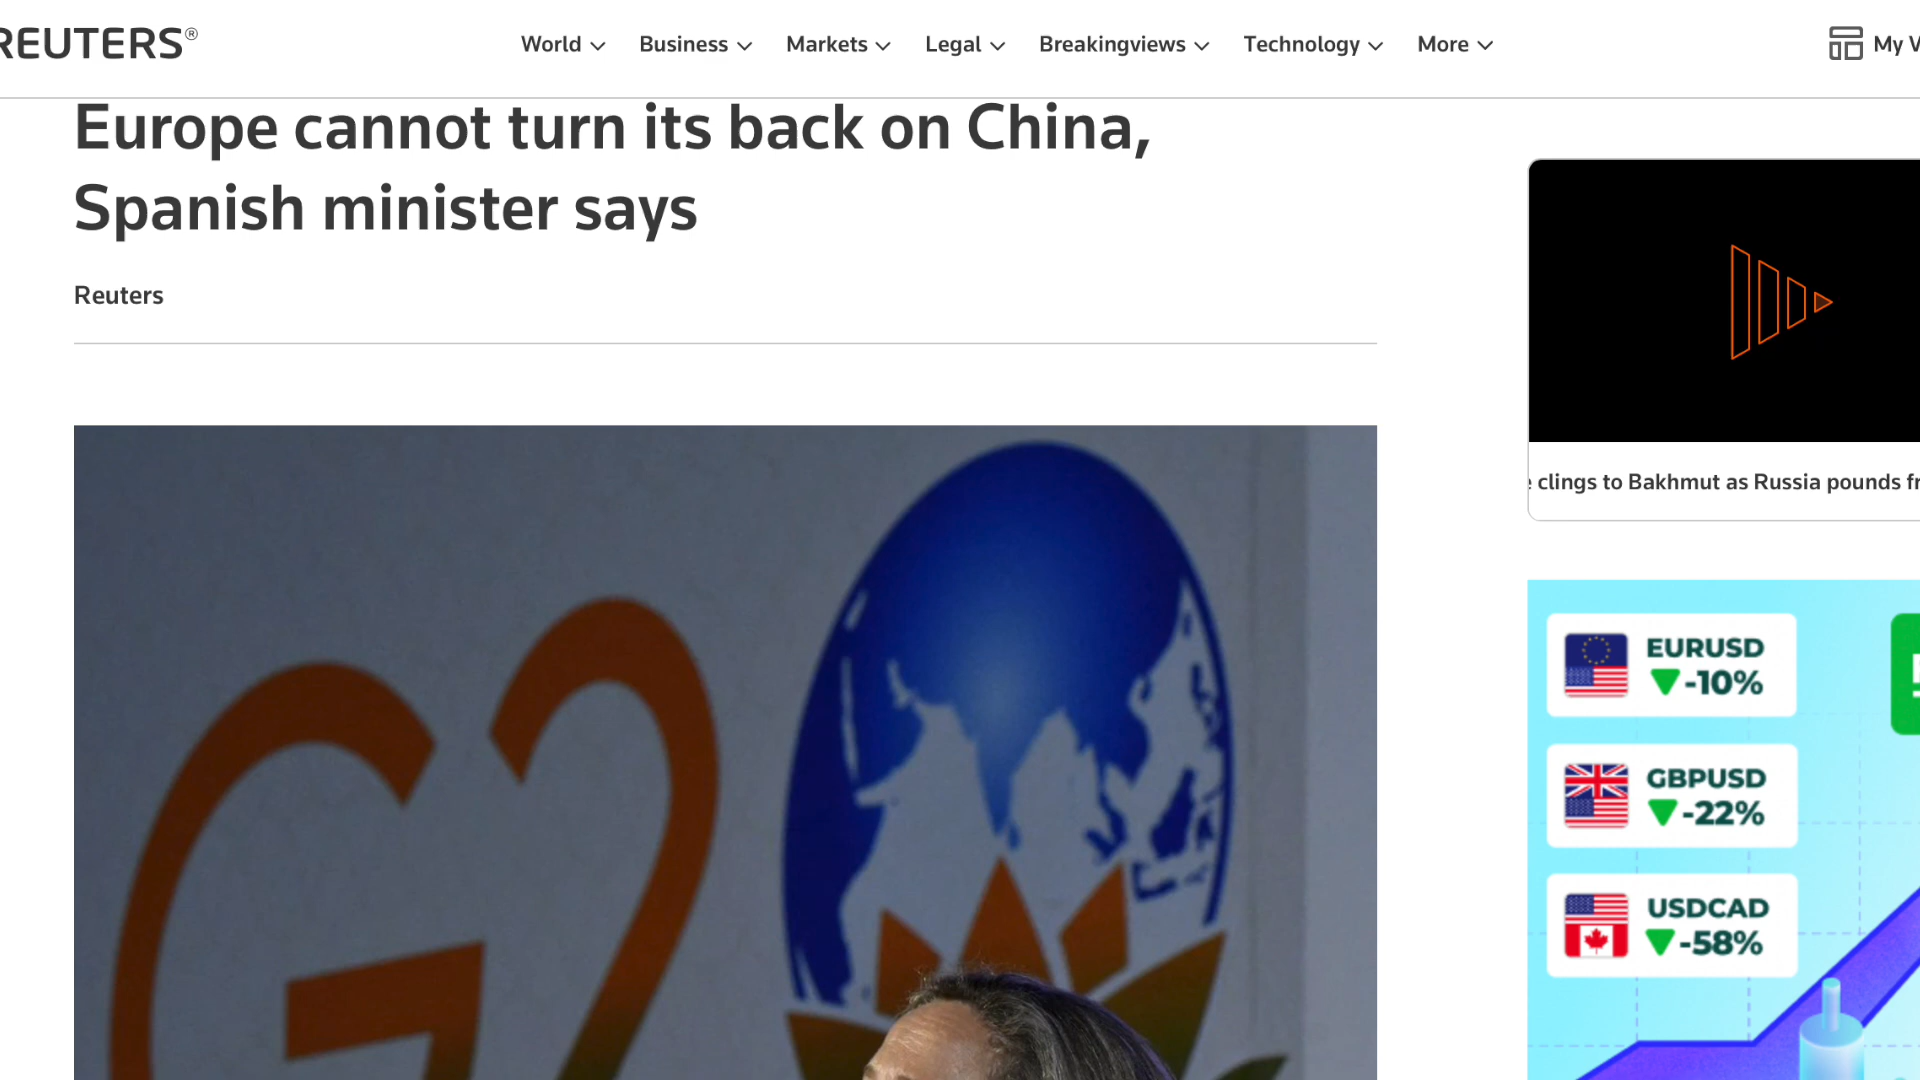 REUTERS®
World Business Markets Legal Breakingviews Technology More
My
Europe cannot turn its back on China,
Spanish minister says
Reuters
clings to Bakhmut as Russia pounds
G2
EURUSD
-10%
GBPUSD
-22%
USDCAD
-58%